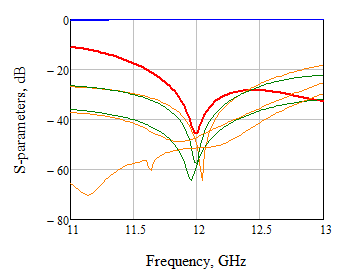 S-parameters, dB
0
− 20
− 40
− 60
− 80
11 11.5 12 12.5 13
Frequency, GHz